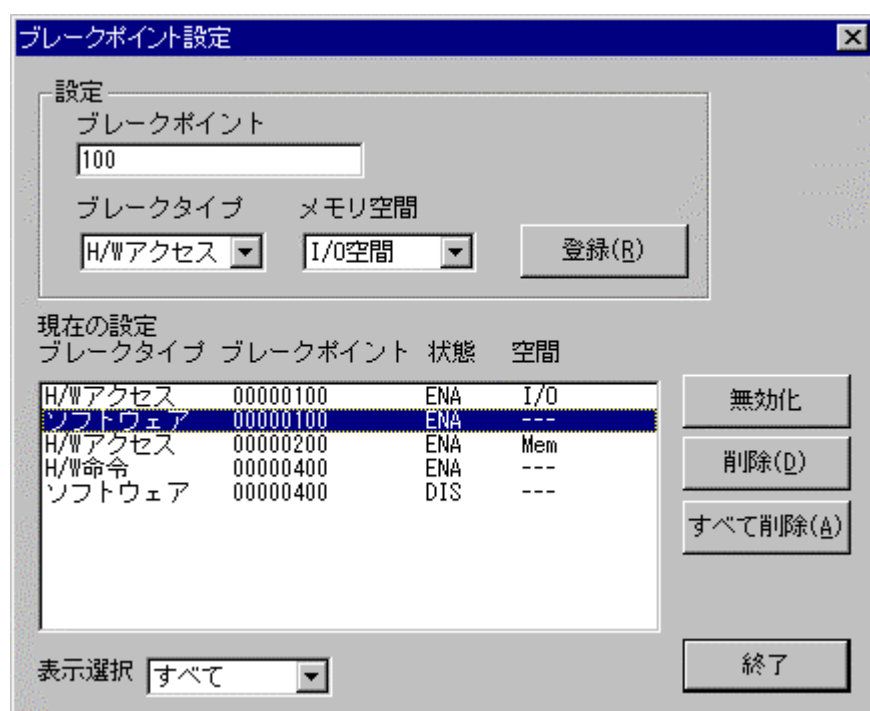 ブレークポイント設定
設定
ブレークポイント
100
ブレークタイプ メモリ空間
H/Wアクセス I/O空間 登録(R)
現在の設定
ブレークタイプ ブレークポイント 状態 空間
H/Wアクセス 00000100 ENA I/O
ソフトウェア 00000100 ENA ---
H/Wアクセス 00000200 ENA Mem
H/W命令 00000400 ENA ---
ソフトウェア 00000400 DIS ---
無効化
削除(D)
すべて削除(A)
表示選択 すべて
終了